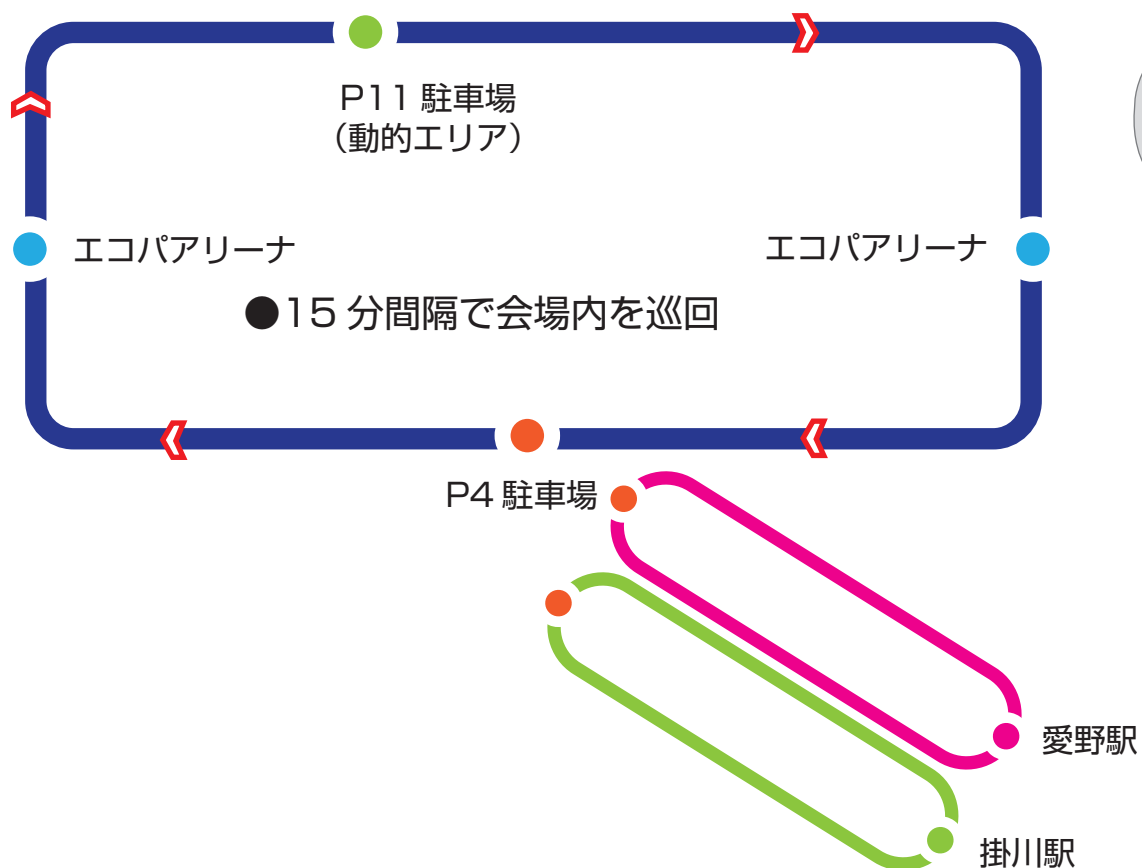 P11 駐車場
(動的エリア)
エコパアリーナ
エコパアリーナ
●15 分間隔で会場内を巡回
P4 駐車場
愛野駅
掛川駅